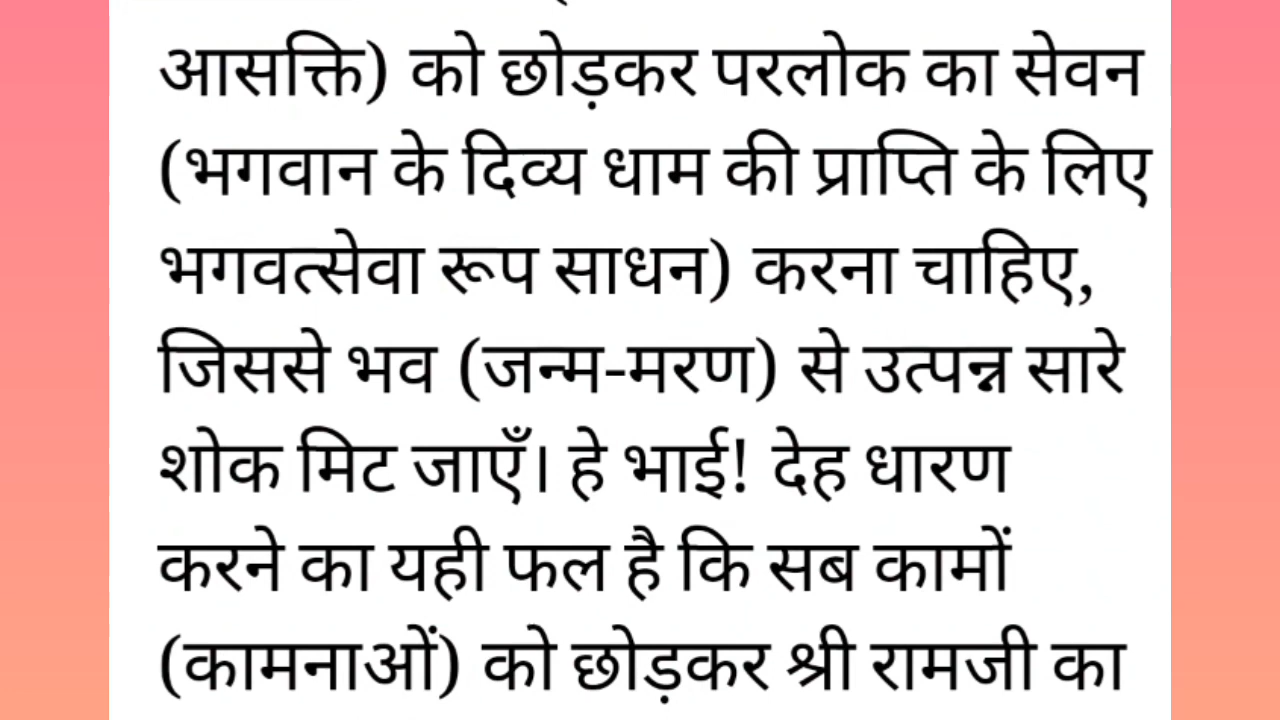 आसक्ति) को छोड़कर परलोक का सेवन
(भगवान के दिव्य धाम की प्राप्ति के लिए
भगवत्सेवा रूप साधन) करना चाहिए,
जिससे भव (जन्म-मरण) से उत्पन्न सारे
शोक मिट जाएँ। हे भाई! देह धारण
करने का यही फल है कि सब कामों
(कामनाओं) को छोड़कर श्री रामजी का